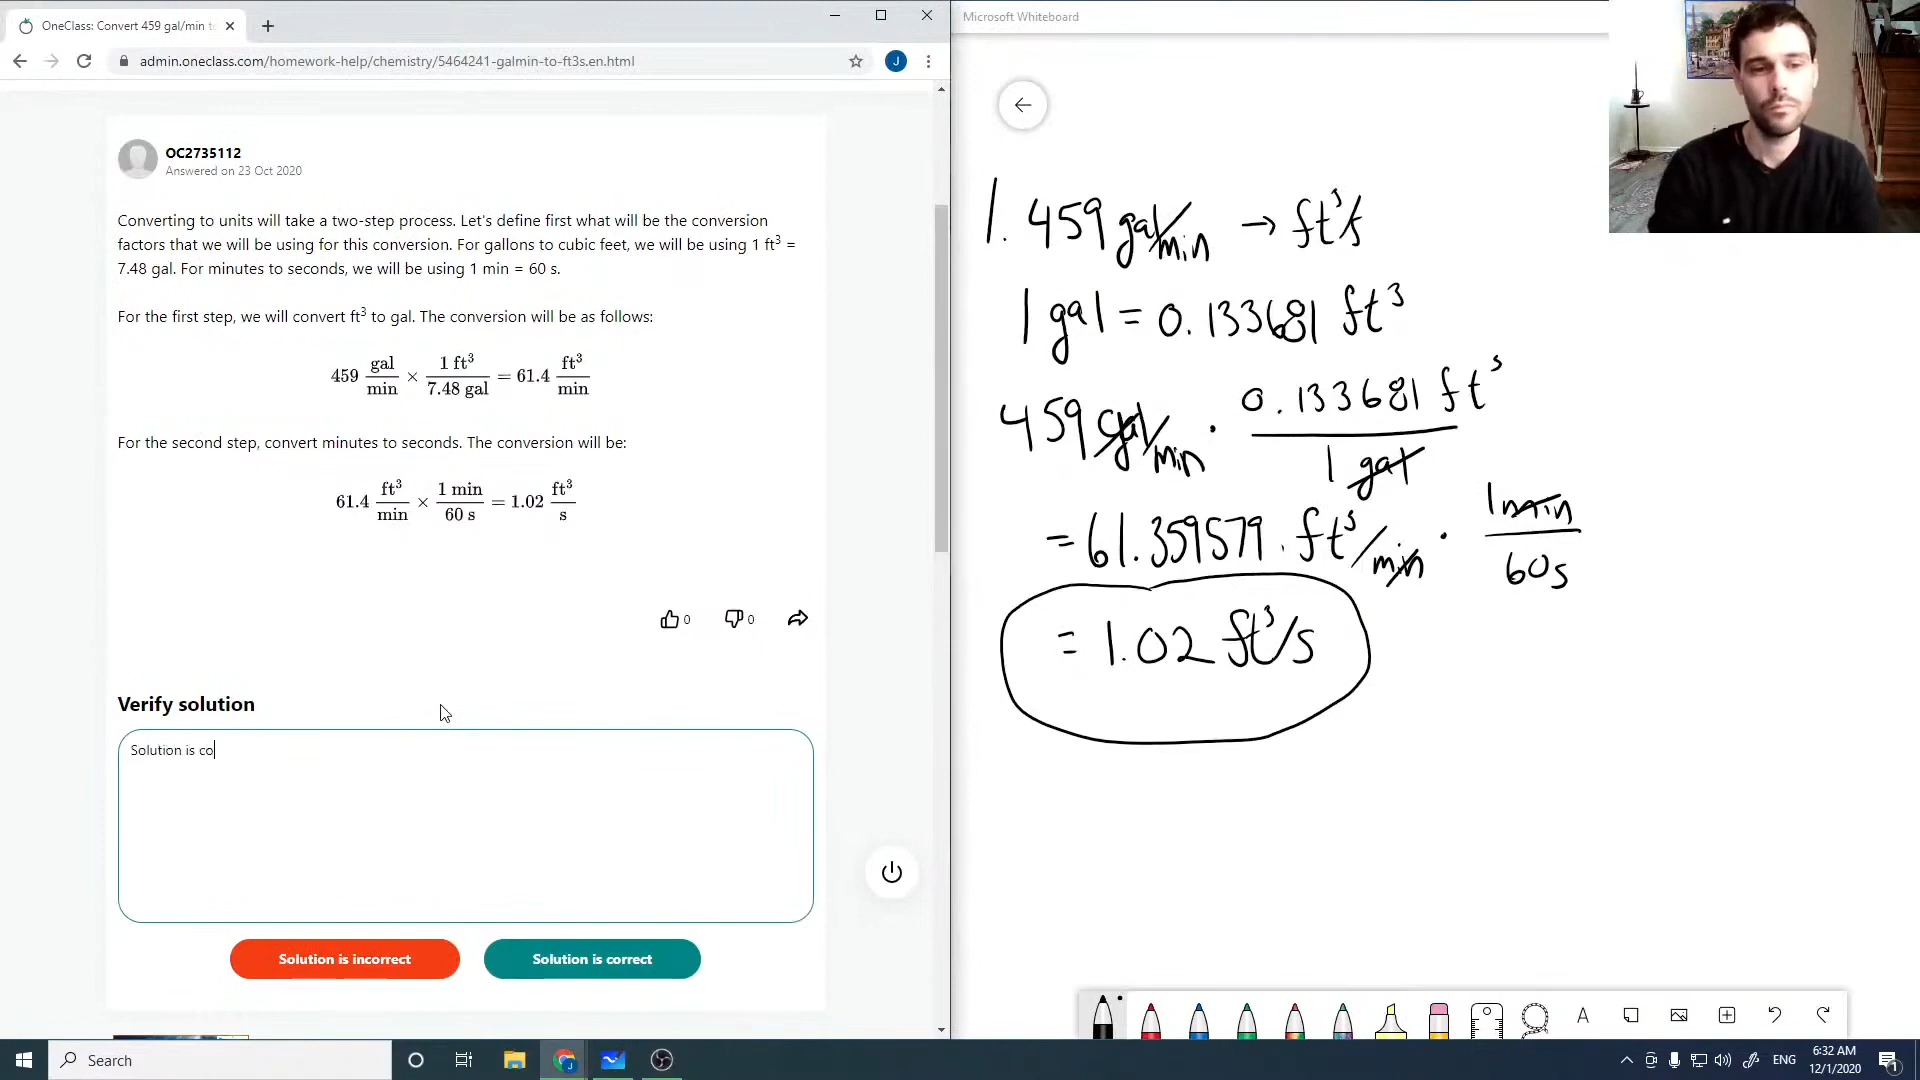 OneClass: Convert 459 gal/min to
admin.oneclass.com/homework-help/chemistry/5464241-galmin-to-ft3s.en.html
J
OC2735112
Answered on 23 Oct 2020
Converting to units will take a two-step process. Let's define first what will be the conversion
factors that we will be using for this conversion. For gallons to cubic feet, we will be using 1 ft³ =
7.48 gal. For minutes to seconds, we will be using 1 min = 60 s.
For the first step, we will convert ft³ to gal. The conversion will be as follows:
459 gal/min × 1 ft³/7.48 gal = 61.4 ft³/min
For the second step, convert minutes to seconds. The conversion will be:
61.4 ft³/min × 1 min/60 s = 1.02 ft³/s
0 0
Verify solution
Solution is co
Solution is incorrect Solution is correct
Microsoft Whiteboard
1. 459 gal/min → ft³/s
1 gal = 0.133681 ft³
459 gal/min · 0.133681 ft³/1 gal
= 61.359579 . ft³/min · 1 min/60s
= 1.02 ft³/s
A
Search
ENG
6:32 AM
12/1/2020
1